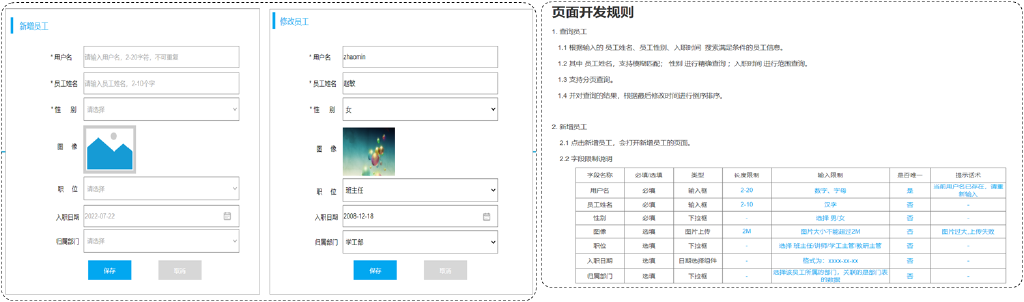 新增员工
* 用户名 请输入用户名，2-20字符，不可重复
* 员工姓名 请输入员工姓名，2-10个字
* 性 别 请选择
图 像
职 位 请选择
入职日期 2022-07-22
归属部门 请选择
保存 取消
修改员工
* 用户名 zhaomin
* 员工姓名 赵敏
* 性 别 女
图 像
职 位 班主任
入职日期 2008-12-18
归属部门 学工部
保存 取消
页面开发规则
1. 查询员工
1.1 根据输入的 员工姓名、员工性别、入职时间 搜索满足条件的员工信息。
1.2 其中 员工姓名，支持模糊匹配； 性别 进行精确查询 ；入职时间 进行范围查询。
1.3 支持分页查询。
1.4 并对查询的结果，根据最后修改时间进行倒序排序。
2. 新增员工
2.1 点击新增员工，会打开新增员工的页面。
2.2 字段限制说明
字段名称 必填/选填 类型 长度限制 输入限制 是否唯一 提示话术
用户名 必填 输入框 2-20 数字、字母 是 当前用户名已存在，请重新输入
员工姓名 必填 输入框 2-10 汉字 否 -
性别 必填 下拉框 - 选择 男/女 否 -
图像 选填 图片上传 2M 图片大小不能超过2M 否 图片过大,上传失败
职位 选填 下拉框 - 选择 班主任/讲师/学工主管/教研主管 否 -
入职日期 选填 日期选择组件 - 格式为：xxxx-xx-xx 否 -
归属部门 选填 下拉框 - 选择该员工所属的部门，关联的是部门表的数据 否 -